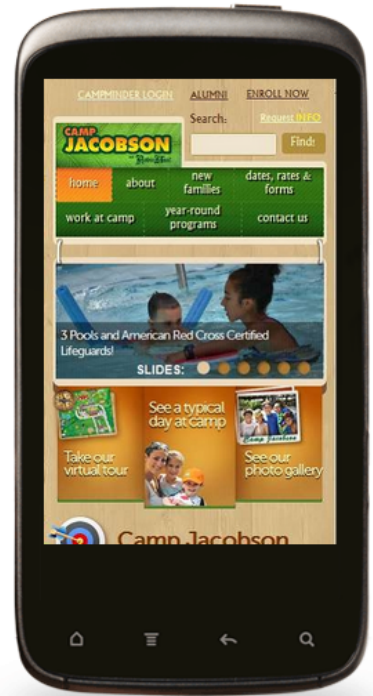 CAMPMINDER LOGIN ALUMNI ENROLL NOW
Search: Request INFO
Find!
CAMP
JACOBSON
home about new families dates, rates & forms
work at camp year-round programs contact us
3 Pools and American Red Cross Certified
Lifeguards!
SLIDES:
Take our
virtual tour
See a typical
day at camp
Camp Jacobson
See our
photo gallery
Camp Jacobson